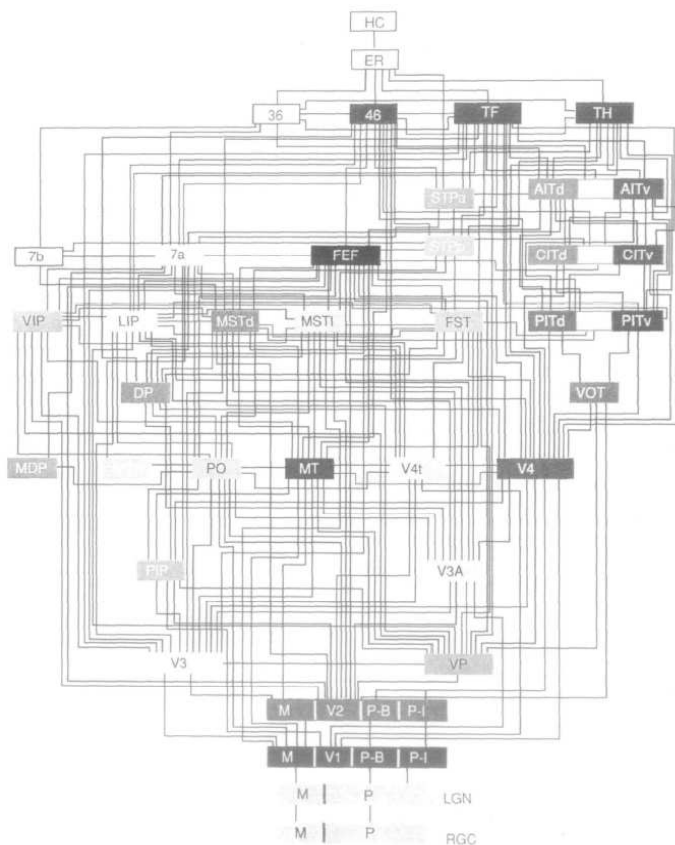 HC
ER
36 46 TF TH
STPa AITd AITv
7b 7a FEF STPp CITd CITv
VIP LIP MSTd MSTl FST PITd PITv
DP VOT
MDP PO MT V4t V4
PIP V3A
V3 VP
M V2 P-B P-I
M V1 P-B P-I
M P LGN
M P RGC